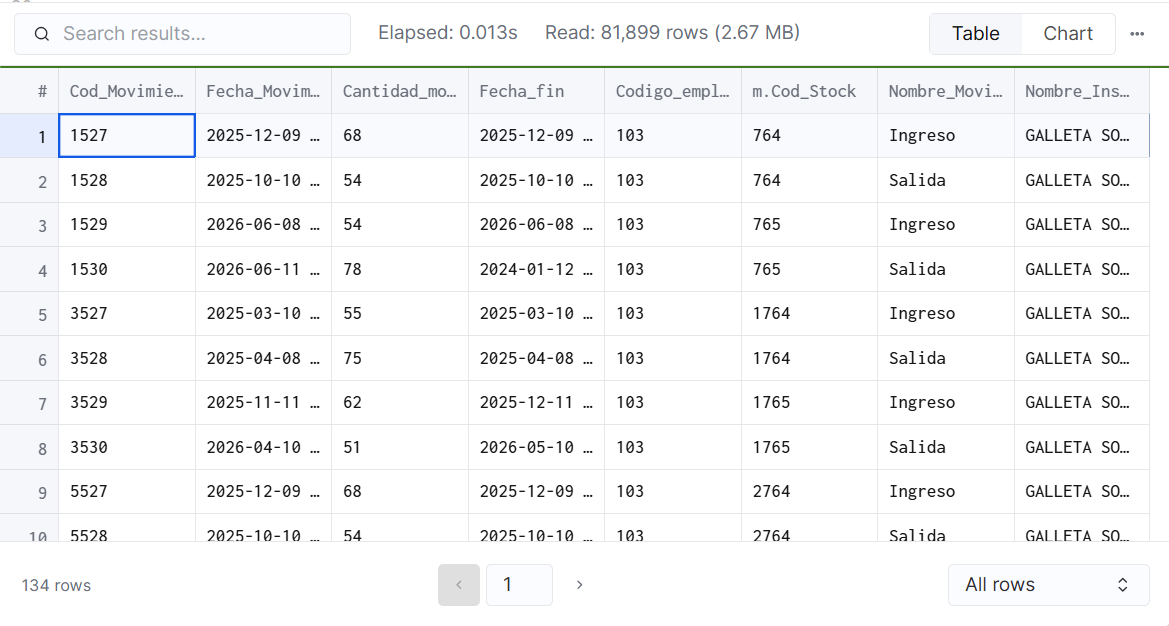 Search results... Elapsed: 0.013s Read: 81,899 rows (2.67 MB) Table Chart
# Cod_Movimie… Fecha_Movim… Cantidad_mo… Fecha_fin Codigo_empl… m.Cod_Stock Nombre_Movi… Nombre_Ins…
1 1527 2025-12-09 … 68 2025-12-09 … 103 764 Ingreso GALLETA SO…
2 1528 2025-10-10 … 54 2025-10-10 … 103 764 Salida GALLETA SO…
3 1529 2026-06-08 … 54 2026-06-08 … 103 765 Ingreso GALLETA SO…
4 1530 2026-06-11 … 78 2024-01-12 … 103 765 Salida GALLETA SO…
5 3527 2025-03-10 … 55 2025-03-10 … 103 1764 Ingreso GALLETA SO…
6 3528 2025-04-08 … 75 2025-04-08 … 103 1764 Salida GALLETA SO…
7 3529 2025-11-11 … 62 2025-12-11 … 103 1765 Ingreso GALLETA SO…
8 3530 2026-04-10 … 51 2026-05-10 … 103 1765 Salida GALLETA SO…
9 5527 2025-12-09 … 68 2025-12-09 … 103 2764 Ingreso GALLETA SO…
10 5528 2025-10-10 … 54 2025-10-10 … 103 2764 Salida GALLETA SO…
134 rows 1 All rows